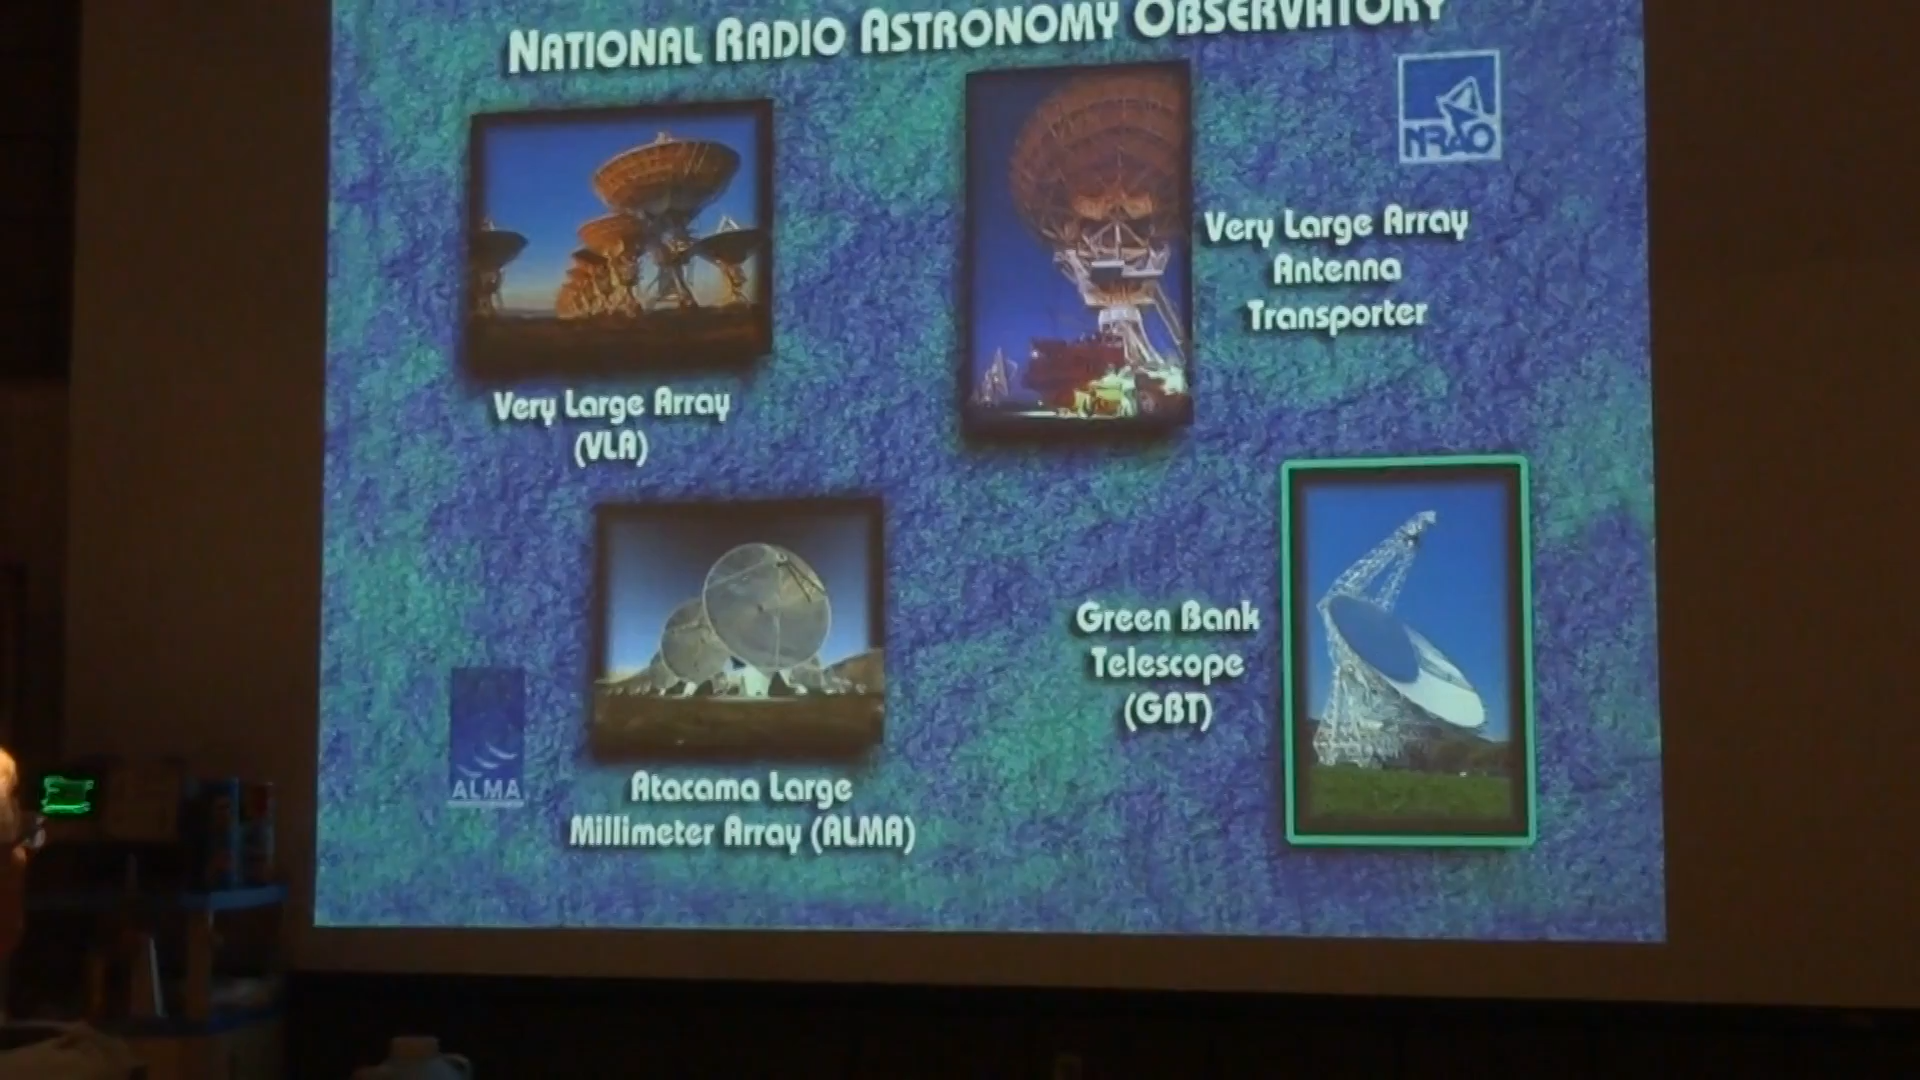 NATIONAL RADIO ASTRONOMY OBSERVATORY
NRAO
Very Large Array
Antenna
Transporter
Very Large Array
(VLA)
Green Bank
Telescope
(GBT)
ALMA
Atacama Large
Millimeter Array (ALMA)